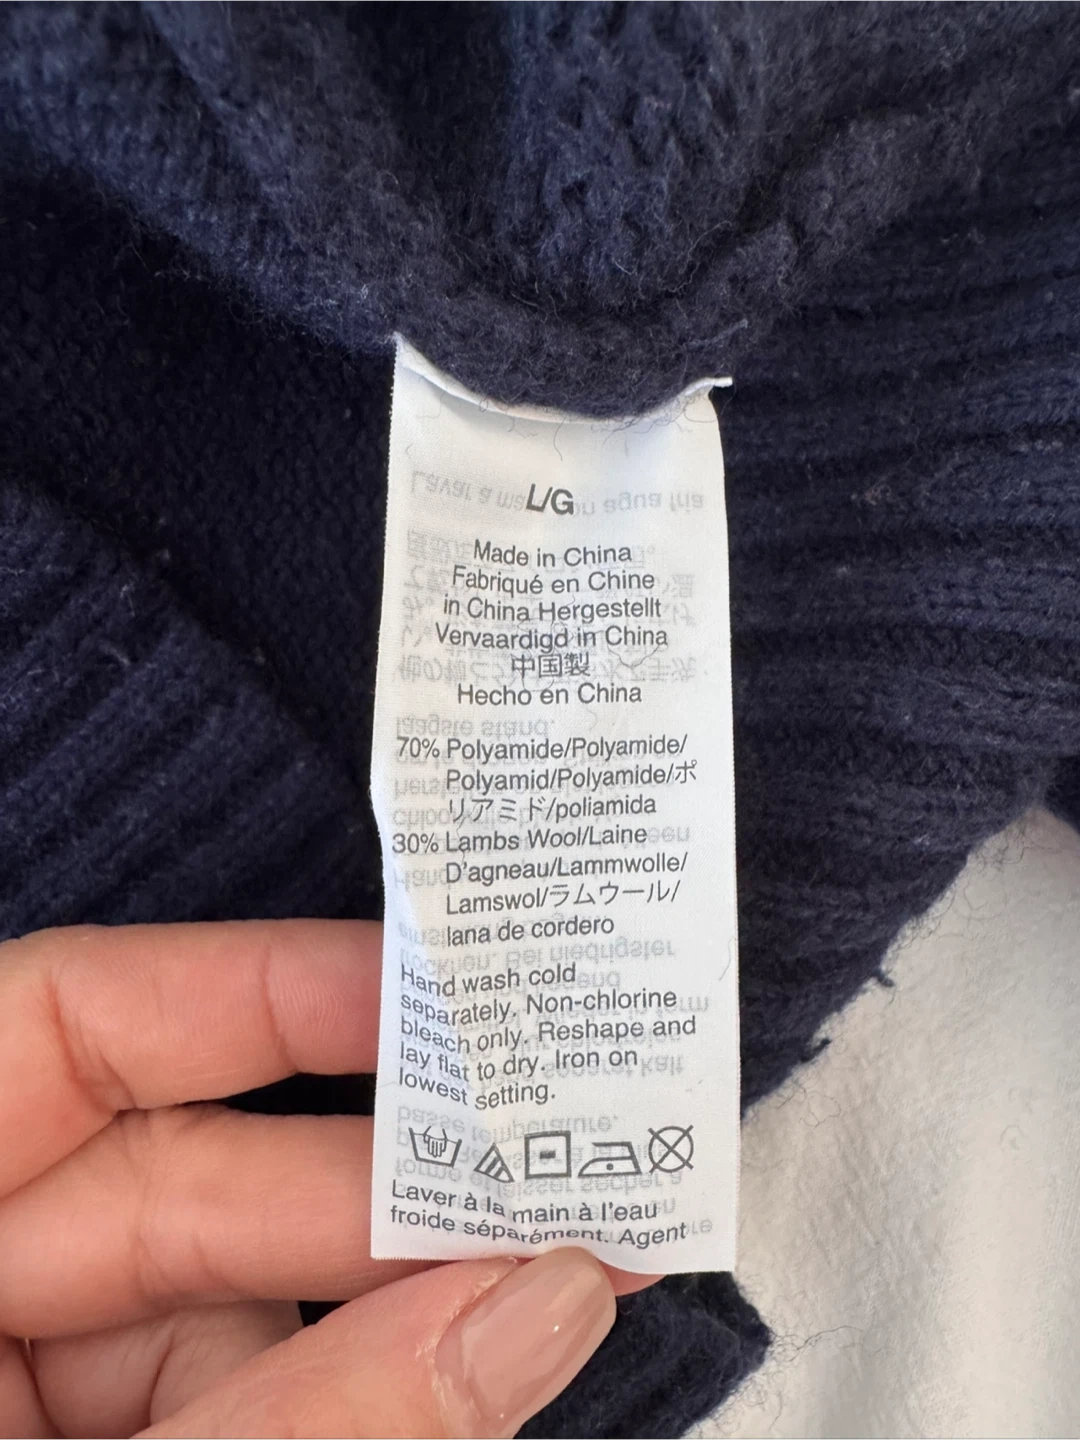 L/G
Made in China
Fabriqué en Chine
in China Hergestellt
Vervaardigd in China
中国製
Hecho en China
70% Polyamide/Polyamide/
Polyamid/Polyamide/ポ
リアミド/poliamida
30% Lambs Wool/Laine
D'agneau/Lammwolle/
Lamswol/ラムウール/
lana de cordero
Hand wash cold
separately. Non-chlorine
bleach only. Reshape and
lay flat to dry. Iron on
lowest setting.
Laver à la main à l'eau
froide séparément. Agent